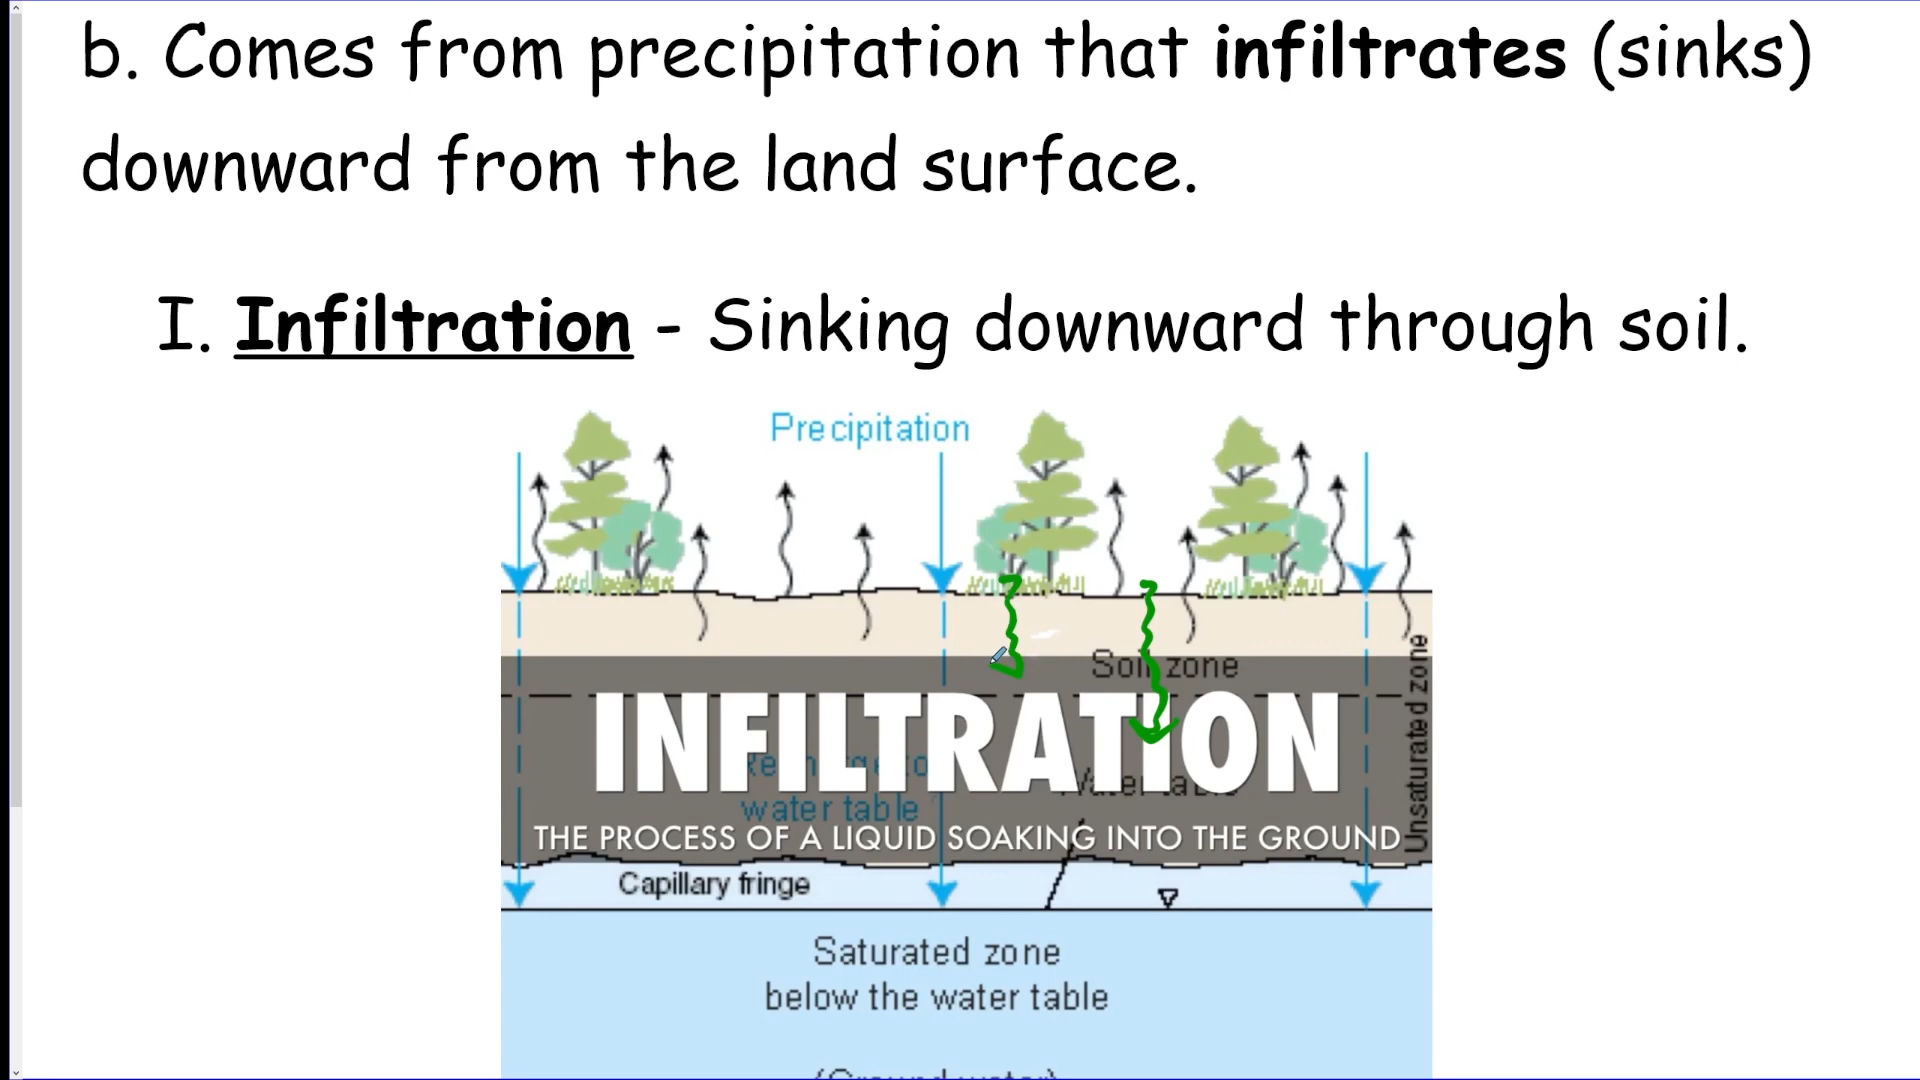 b. Comes from precipitation that infiltrates (sinks)
downward from the land surface.
I. Infiltration - Sinking downward through soil.
Precipitation
Soil zone
Unsaturated zone
INFILTRATION
water table
THE PROCESS OF A LIQUID SOAKING INTO THE GROUND
Capillary fringe
Saturated zone
below the water table